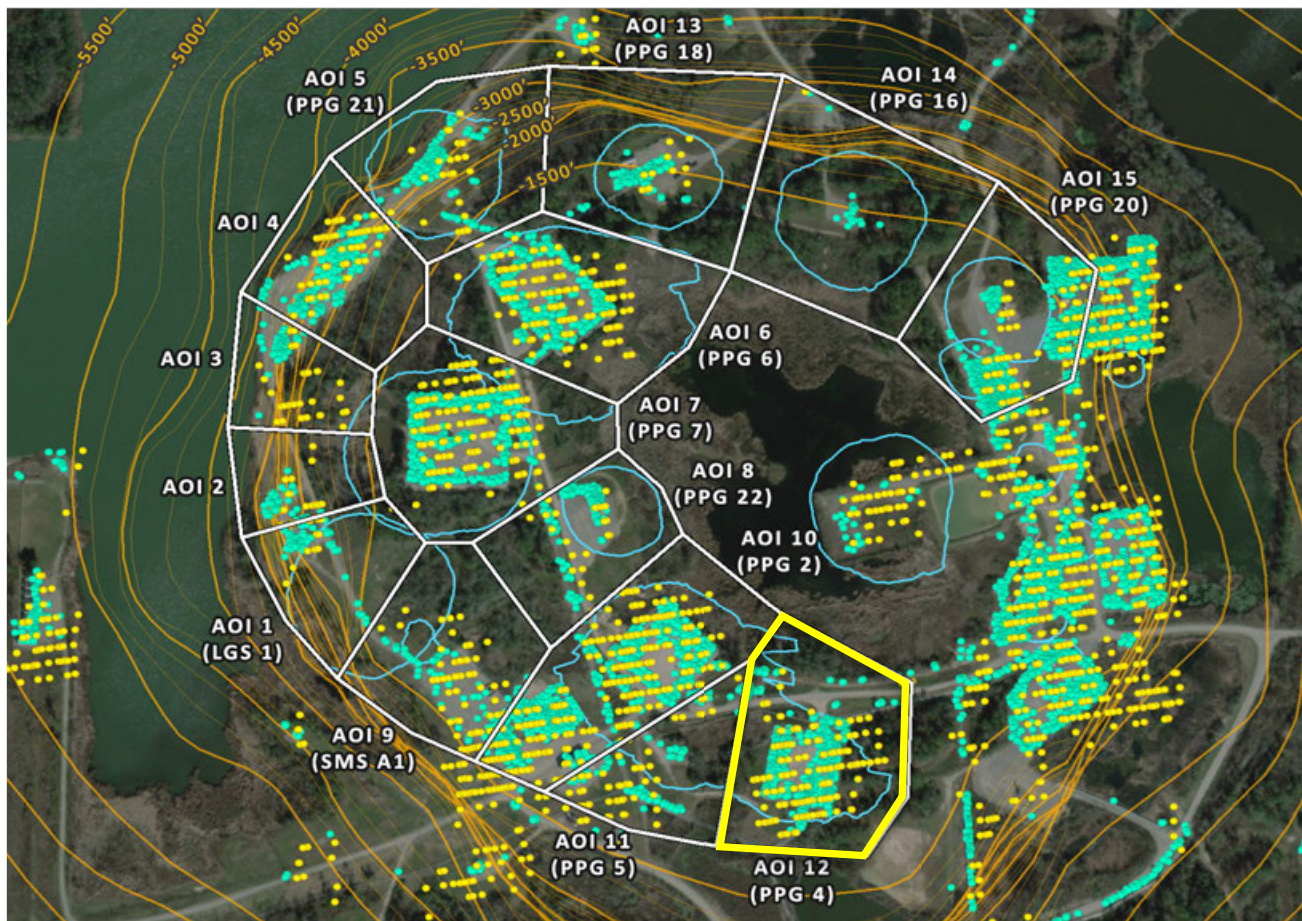 -5500'
-5000'
-4500'
-4000'
-3500'
-3000'
-2500'
-2000'
-1500'
AOI 13
(PPG 18)
AOI 5
(PPG 21)
AOI 14
(PPG 16)
AOI 15
(PPG 20)
AOI 4
AOI 3
AOI 6
(PPG 6)
AOI 7
(PPG 7)
AOI 2
AOI 8
(PPG 22)
AOI 10
(PPG 2)
AOI 1
(LGS 1)
AOI 9
(SMS A1)
AOI 11
(PPG 5)
AOI 12
(PPG 4)